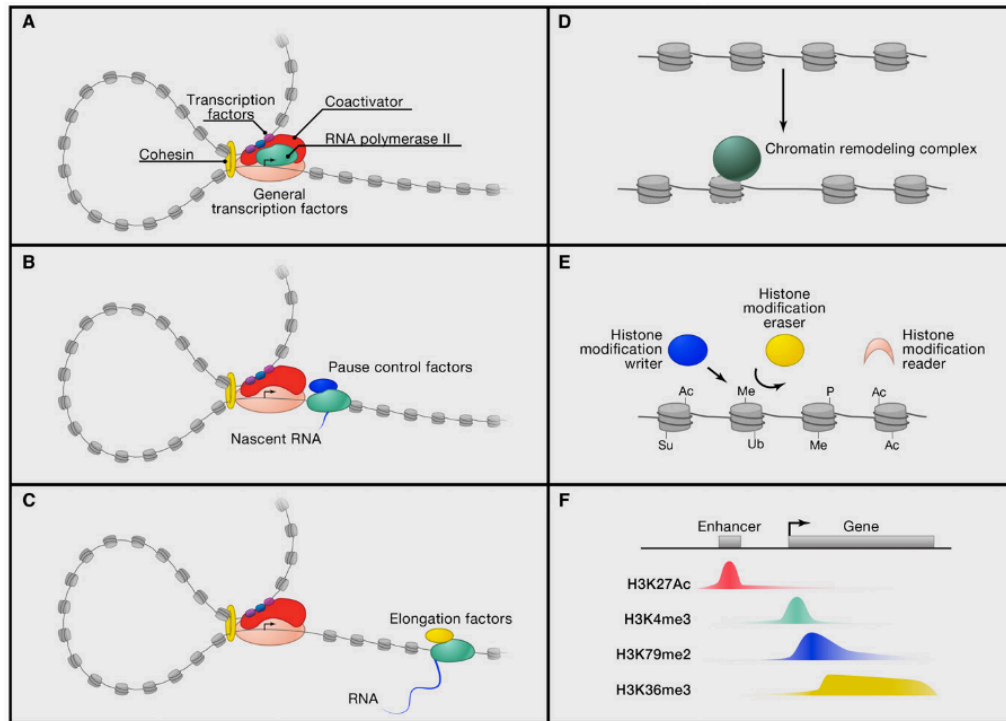 A
Transcription
factors
Coactivator
RNA polymerase II
Cohesin
General
transcription factors
B
Pause control factors
Nascent RNA
C
Elongation factors
RNA
D
Chromatin remodeling complex
E
Histone
modification
eraser
Histone
modification
writer
Histone
modification
reader
Ac
Me
P
Ac
Su
Ub
Me
Ac
F
Enhancer
Gene
H3K27Ac
H3K4me3
H3K79me2
H3K36me3